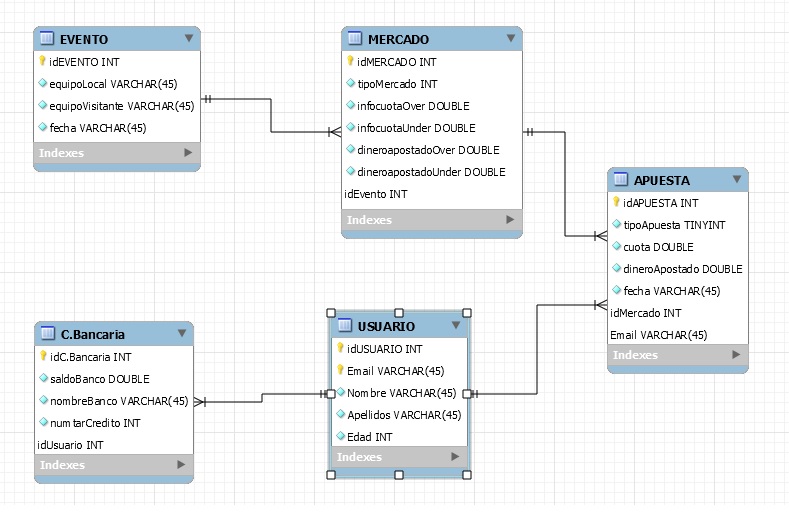 EVENTO
idEVENTO INT
equipoLocal VARCHAR(45)
equipoVisitante VARCHAR(45)
fecha VARCHAR(45)
Indexes
MERCADO
idMERCADO INT
tipoMercado INT
infocuotaOver DOUBLE
infocuotaUnder DOUBLE
dineroapostadoOver DOUBLE
dineroapostadoUnder DOUBLE
idEvento INT
Indexes
APUESTA
idAPUESTA INT
tipoApuesta TINYINT
cuota DOUBLE
dineroApostado DOUBLE
fecha VARCHAR(45)
idMercado INT
Email VARCHAR(45)
Indexes
C.Bancaria
idC.Bancaria INT
saldoBanco DOUBLE
nombreBanco VARCHAR(45)
numtarCredito INT
idUsuario INT
Indexes
USUARIO
idUSUARIO INT
Email VARCHAR(45)
Nombre VARCHAR(45)
Apellidos VARCHAR(45)
Edad INT
Indexes